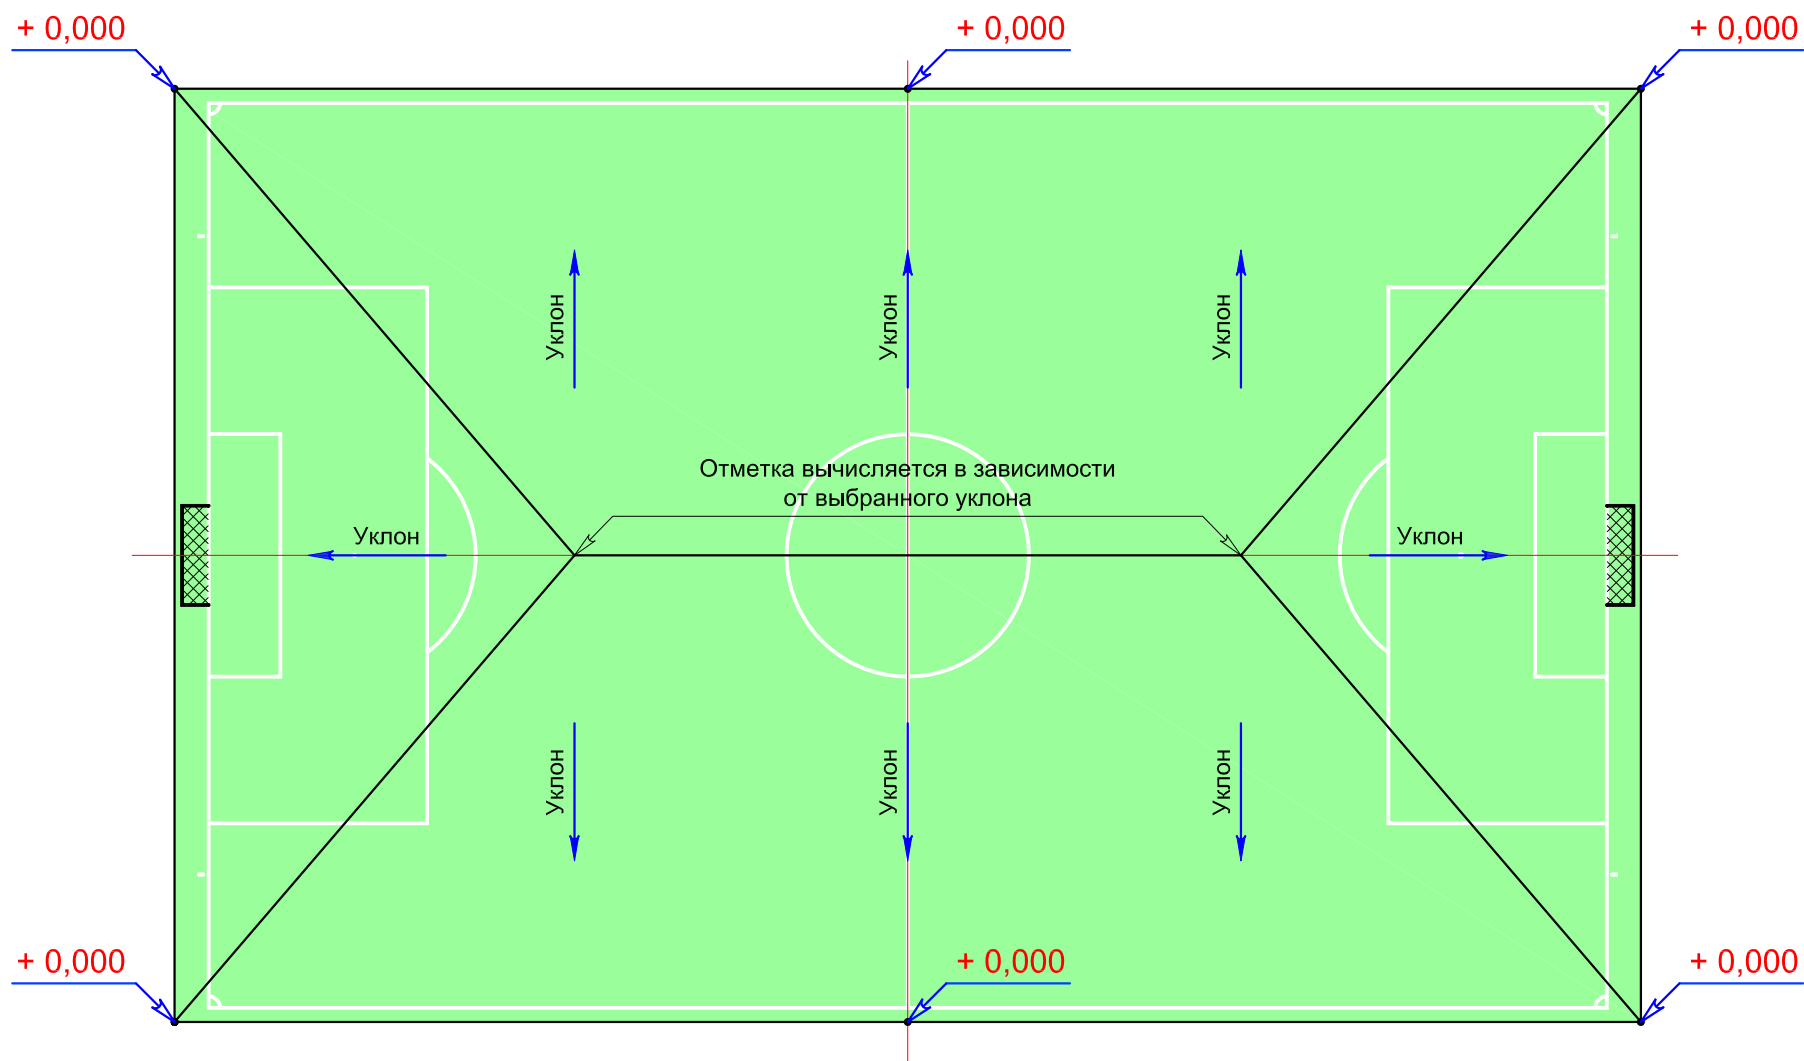 + 0,000
+ 0,000
+ 0,000
Уклон
Уклон
Уклон
Отметка вычисляется в зависимости
от выбранного уклона
Уклон
Уклон
Уклон
Уклон
Уклон
+ 0,000
+ 0,000
+ 0,000